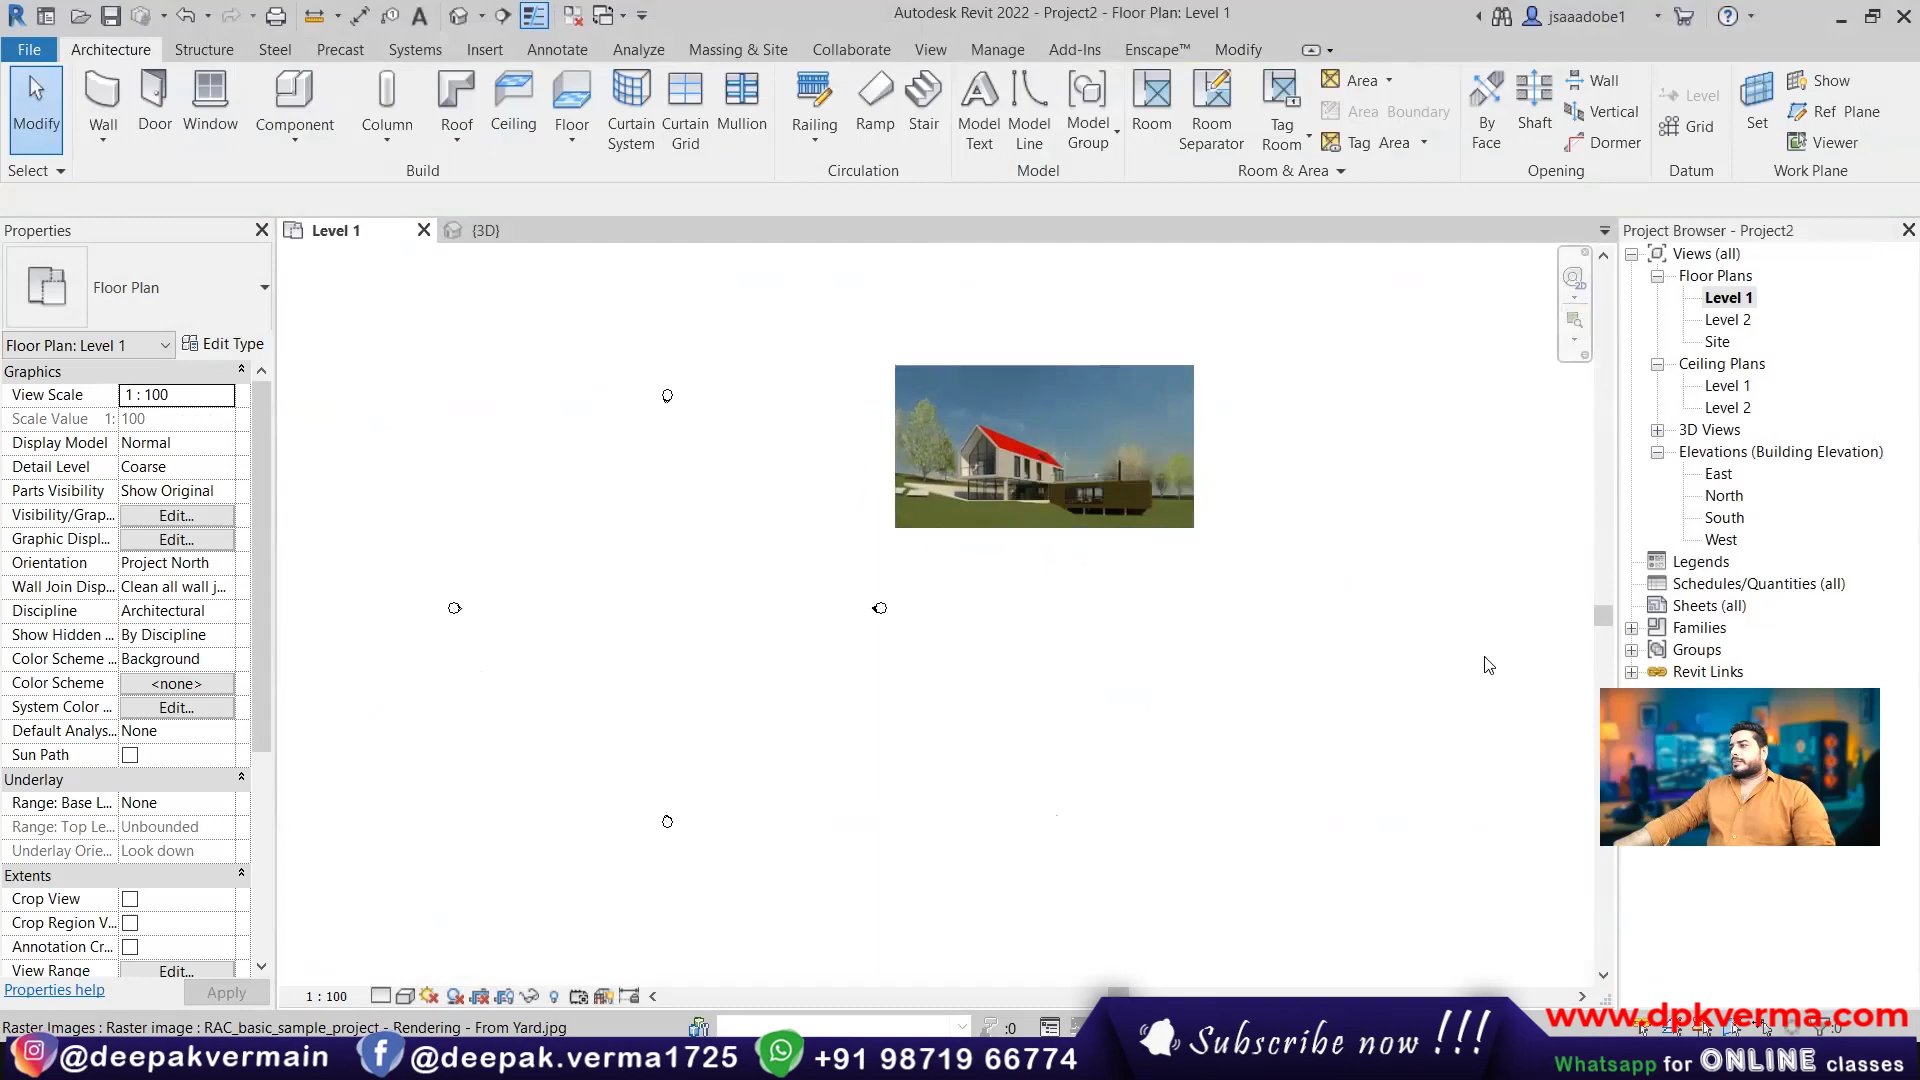 Autodesk Revit 2022 - Project2 - Floor Plan: Level 1
jsaaadobe1
File Architecture Structure Steel Precast Systems Insert Annotate Analyze Massing & Site Collaborate View Manage Add-Ins Enscape™ Modify
Modify
Wall Door Window Component Column Roof Ceiling Floor Curtain System Curtain Grid Mullion
Railing Ramp Stair
Model Text Model Line Model Group
Room Room Separator Tag Room
Area
Area Boundary
Tag Area
By Face Shaft
Wall
Vertical
Dormer
Level
Grid
Set
Show
Ref Plane
Viewer
Select Build Circulation Model Room & Area Opening Datum Work Plane
Properties
Floor Plan
Floor Plan: Level 1 Edit Type
Graphics
View Scale 1 : 100
Scale Value 1: 100
Display Model Normal
Detail Level Coarse
Parts Visibility Show Original
Visibility/Grap... Edit...
Graphic Displ... Edit...
Orientation Project North
Wall Join Disp... Clean all wall j...
Discipline Architectural
Show Hidden ... By Discipline
Color Scheme ... Background
Color Scheme <none>
System Color ... Edit...
Default Analys... None
Sun Path
Underlay
Range: Base L... None
Range: Top Le... Unbounded
Underlay Orie... Look down
Extents
Crop View
Crop Region V...
Annotation Cr...
View Range Edit...
Properties help Apply
Level 1 {3D}
2D
1 : 100
Project Browser - Project2
Views (all)
Floor Plans
Level 1
Level 2
Site
Ceiling Plans
Level 1
Level 2
3D Views
Elevations (Building Elevation)
East
North
South
West
Legends
Schedules/Quantities (all)
Sheets (all)
Families
Groups
Revit Links
Raster Images : Raster image : RAC_basic_sample_project - Rendering - From Yard.jpg
:0
:0
@deepakvermain @deepak.verma1725 +91 98719 66774
Subscribe now !!!
www.dpkverma.com
Whatsapp for ONLINE classes